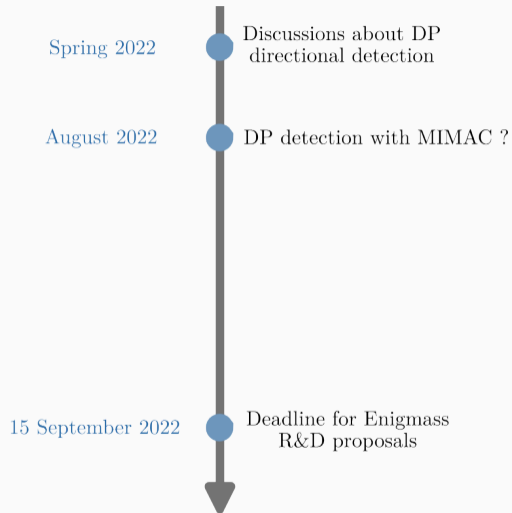 Spring 2022
Discussions about DP
directional detection
August 2022
DP detection with MIMAC ?
15 September 2022
Deadline for Enigmass
R&D proposals